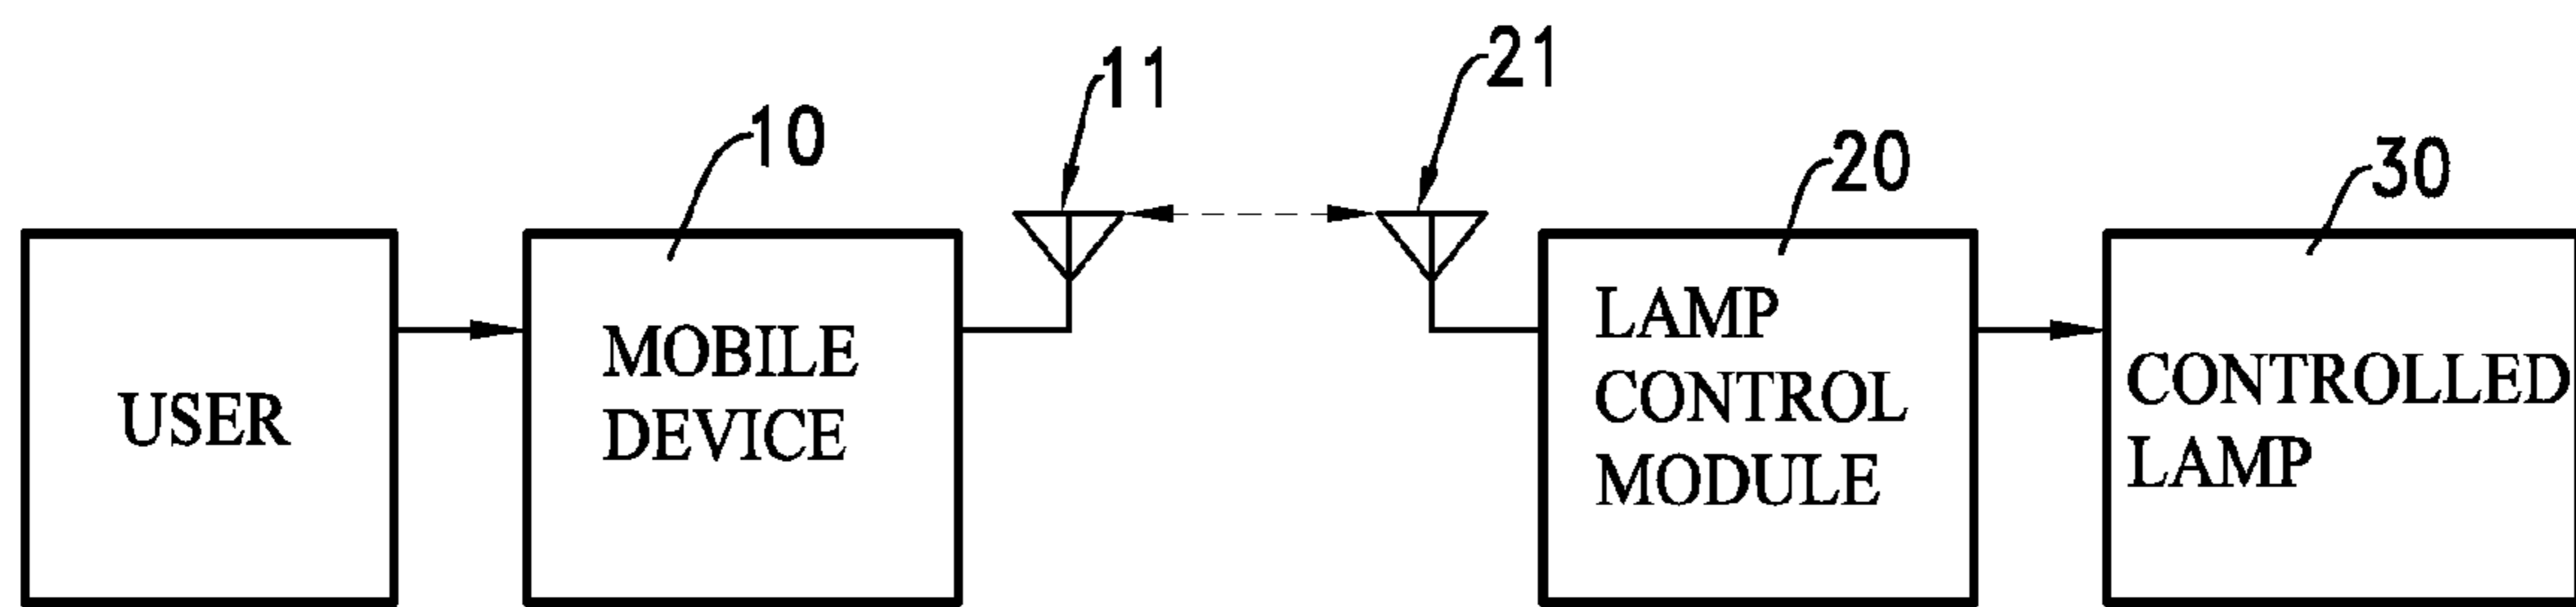 11
21
10
20
30
USER
MOBILE
DEVICE
LAMP
CONTROL
MODULE
CONTROLLED
LAMP